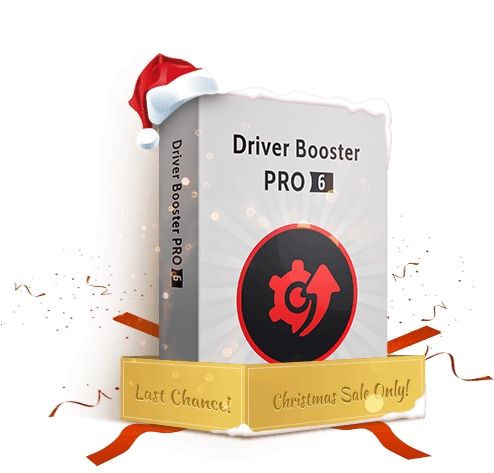 Driver Booster
PRO 6
Driver Booster PRO 6
Last Chance!
Christmas Sale Only!